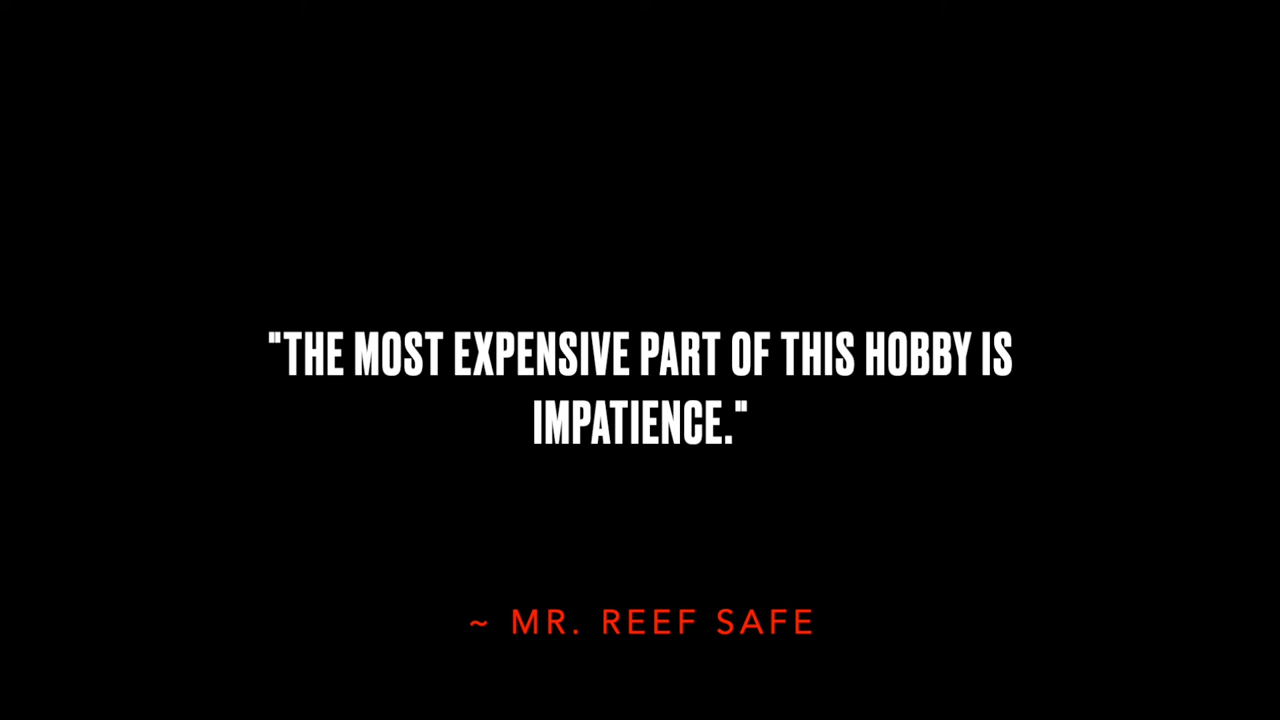 "THE MOST EXPENSIVE PART OF THIS HOBBY IS
IMPATIENCE."
~ MR. REEF SAFE